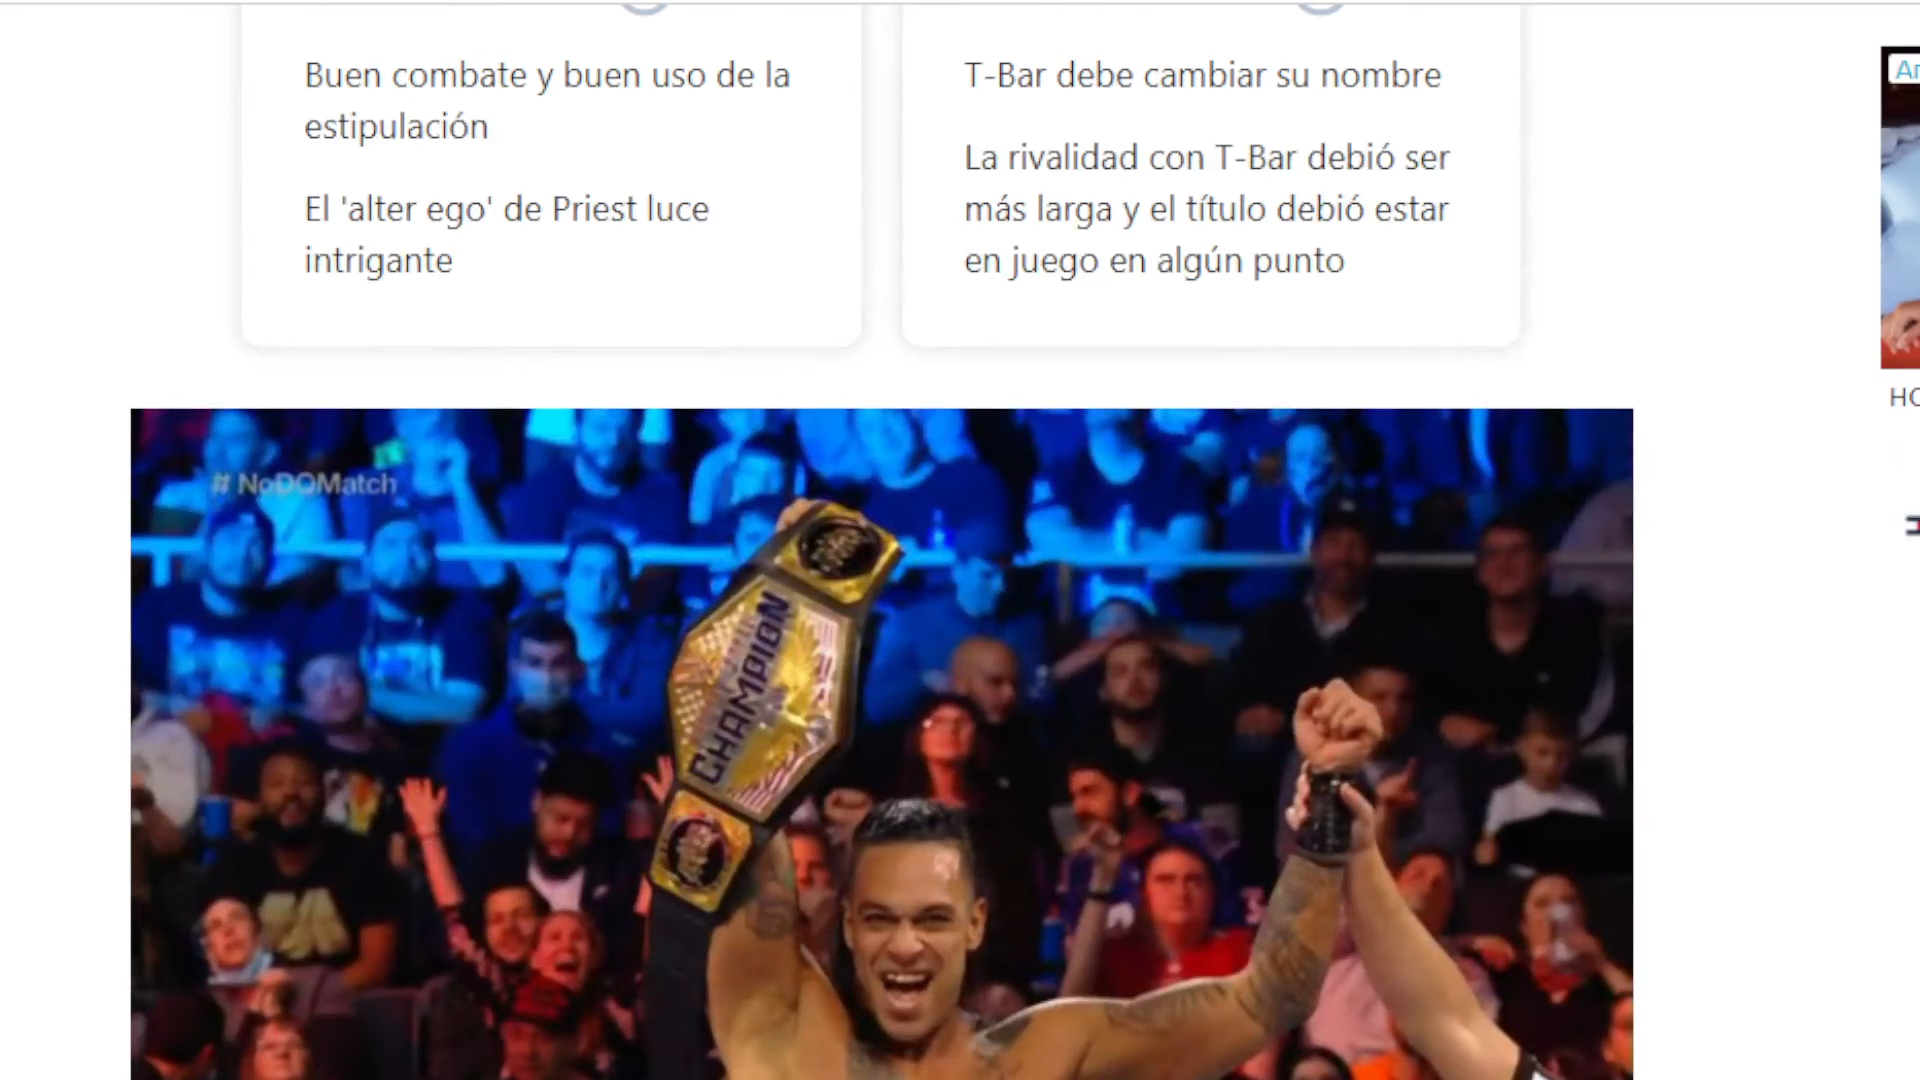 Buen combate y buen uso de la
estipulación
El 'alter ego' de Priest luce
intrigante
T-Bar debe cambiar su nombre
La rivalidad con T-Bar debió ser
más larga y el título debió estar
en juego en algún punto
# NoDQMatch
CHAMPION